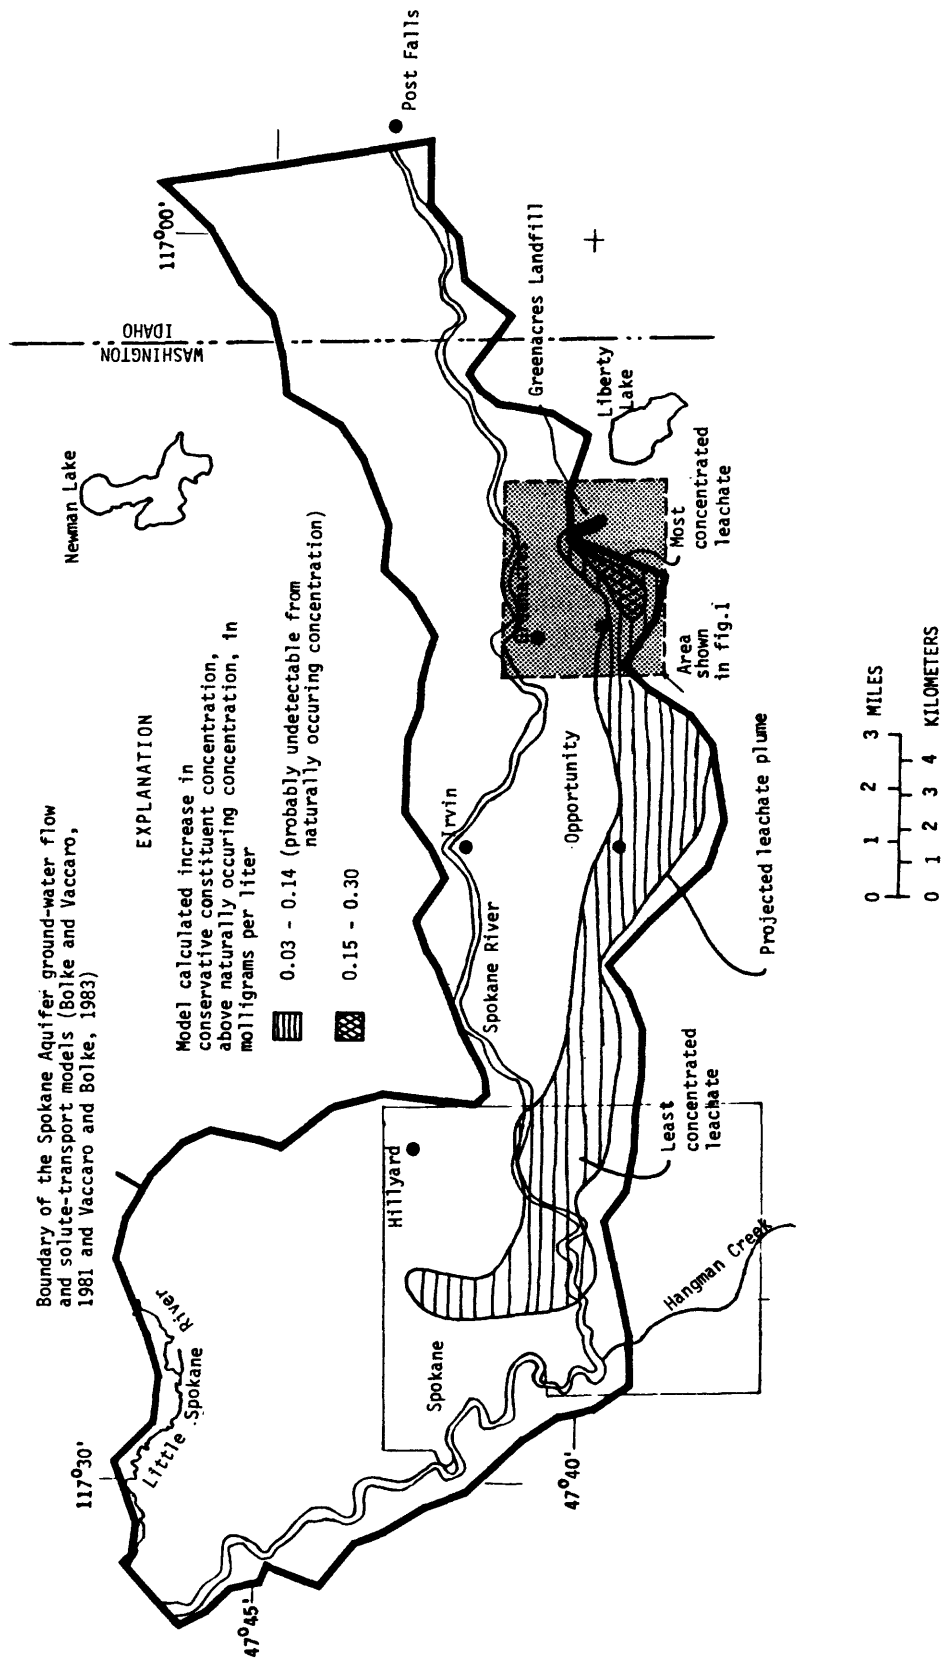 Boundary of the Spokane Aquifer ground-water flow
and solute-transport models (Bolke and Vaccaro,
1981 and Vaccaro and Bolke, 1983)
EXPLANATION
Model calculated increase in
conservative constituent concentration,
above naturally occuring concentration, in
molligrams per liter
0.03 - 0.14 (probably undetectable from
naturally occuring concentration)
0.15 - 0.30
Newman Lake
117°00'
WASHINGTON
IDAHO
Post Falls
117°30'
Little Spokane River
47°45'
Hillyard
Spokane
Spokane River
Irvin
Opportunity
Greenacres
Greenacres Landfill
Liberty
Lake
Most
concentrated
leachate
Area
shown
in fig.1
Least
concentrated
leachate
Projected leachate plume
Hangman Creek
47°40'
0 1 2 3 MILES
0 1 2 3 4 KILOMETERS